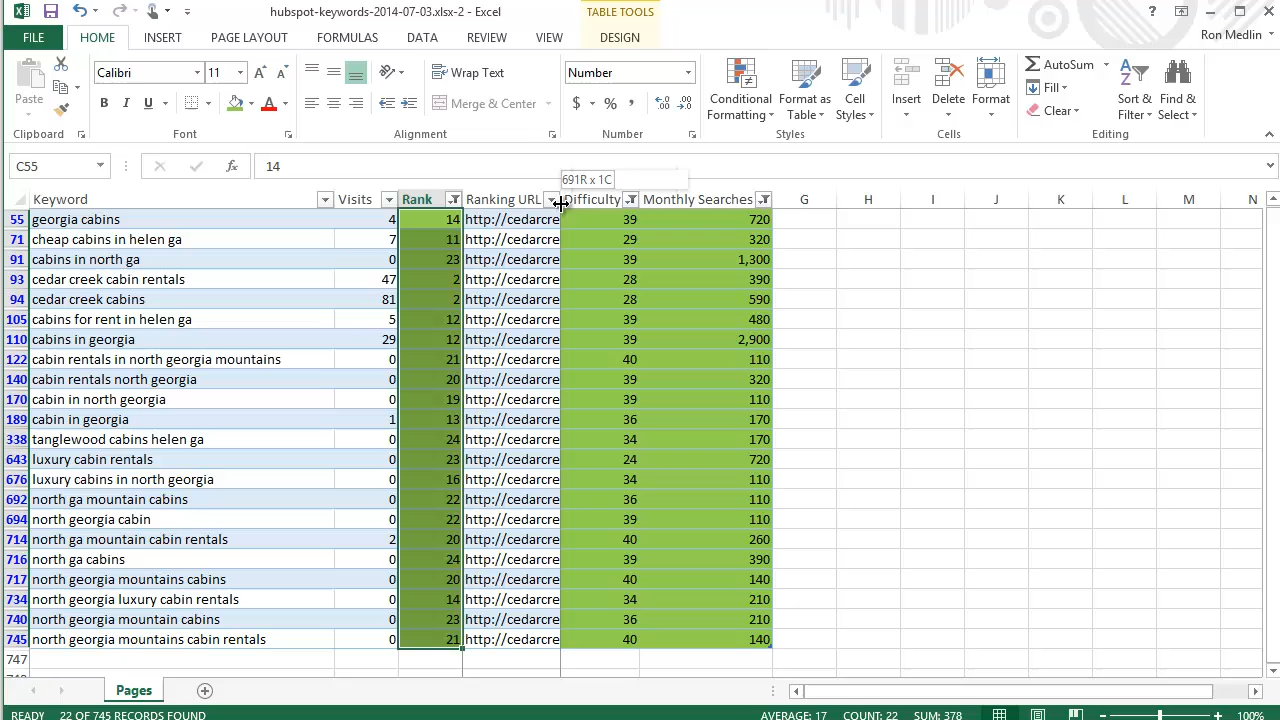 hubspot-keywords-2014-07-03.xlsx-2 - Excel
TABLE TOOLS
?
FILE HOME INSERT PAGE LAYOUT FORMULAS DATA REVIEW VIEW DESIGN
Ron Medlin
Paste
Clipboard
Calibri 11
B I U
Font
Wrap Text
Merge & Center
Alignment
Number
$ % ,
Number
Conditional Formatting
Format as Table
Cell Styles
Styles
Insert
Delete
Format
Cells
AutoSum
Fill
Clear
Sort & Filter
Find & Select
Editing
C55 fx 14
691R x 1C
Keyword Visits Rank Ranking URL Difficulty Monthly Searches G H I J K L M N
55 georgia cabins 4 14 http://cedarcre 39 720
71 cheap cabins in helen ga 7 11 http://cedarcre 29 320
91 cabins in north ga 0 23 http://cedarcre 39 1,300
93 cedar creek cabin rentals 47 2 http://cedarcre 28 390
94 cedar creek cabins 81 2 http://cedarcre 28 590
105 cabins for rent in helen ga 5 12 http://cedarcre 39 480
110 cabins in georgia 29 12 http://cedarcre 39 2,900
122 cabin rentals in north georgia mountains 0 21 http://cedarcre 40 110
140 cabin rentals north georgia 0 20 http://cedarcre 39 320
170 cabin in north georgia 0 19 http://cedarcre 39 110
189 cabin in georgia 1 13 http://cedarcre 36 170
338 tanglewood cabins helen ga 0 24 http://cedarcre 34 170
643 luxury cabin rentals 0 23 http://cedarcre 24 720
676 luxury cabins in north georgia 0 16 http://cedarcre 34 110
692 north ga mountain cabins 0 22 http://cedarcre 36 110
694 north georgia cabin 0 22 http://cedarcre 39 110
714 north ga mountain cabin rentals 2 20 http://cedarcre 40 260
716 north ga cabins 0 24 http://cedarcre 39 390
717 north georgia mountains cabins 0 20 http://cedarcre 40 140
734 north georgia luxury cabin rentals 0 14 http://cedarcre 34 210
740 north georgia mountain cabins 0 23 http://cedarcre 36 210
745 north georgia mountains cabin rentals 0 21 http://cedarcre 40 140
747
Pages
READY 22 OF 745 RECORDS FOUND AVERAGE: 17 COUNT: 22 SUM: 378 100%